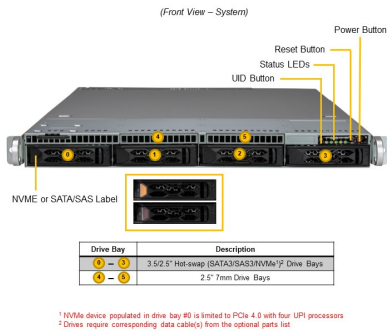 (Front View – System)
Power Button
Reset Button
Status LEDs
UID Button
4 5
0 1 2 3
NVME or SATA/SAS Label
Drive Bay Description
0 – 3 3.5/2.5" Hot-swap (SATA3/SAS3/NVMe¹)² Drive Bays
4 – 5 2.5" 7mm Drive Bays
¹ NVMe device populated in drive bay #0 is limited to PCIe 4.0 with four UPI processors
² Drives require corresponding data cable(s) from the optional parts list